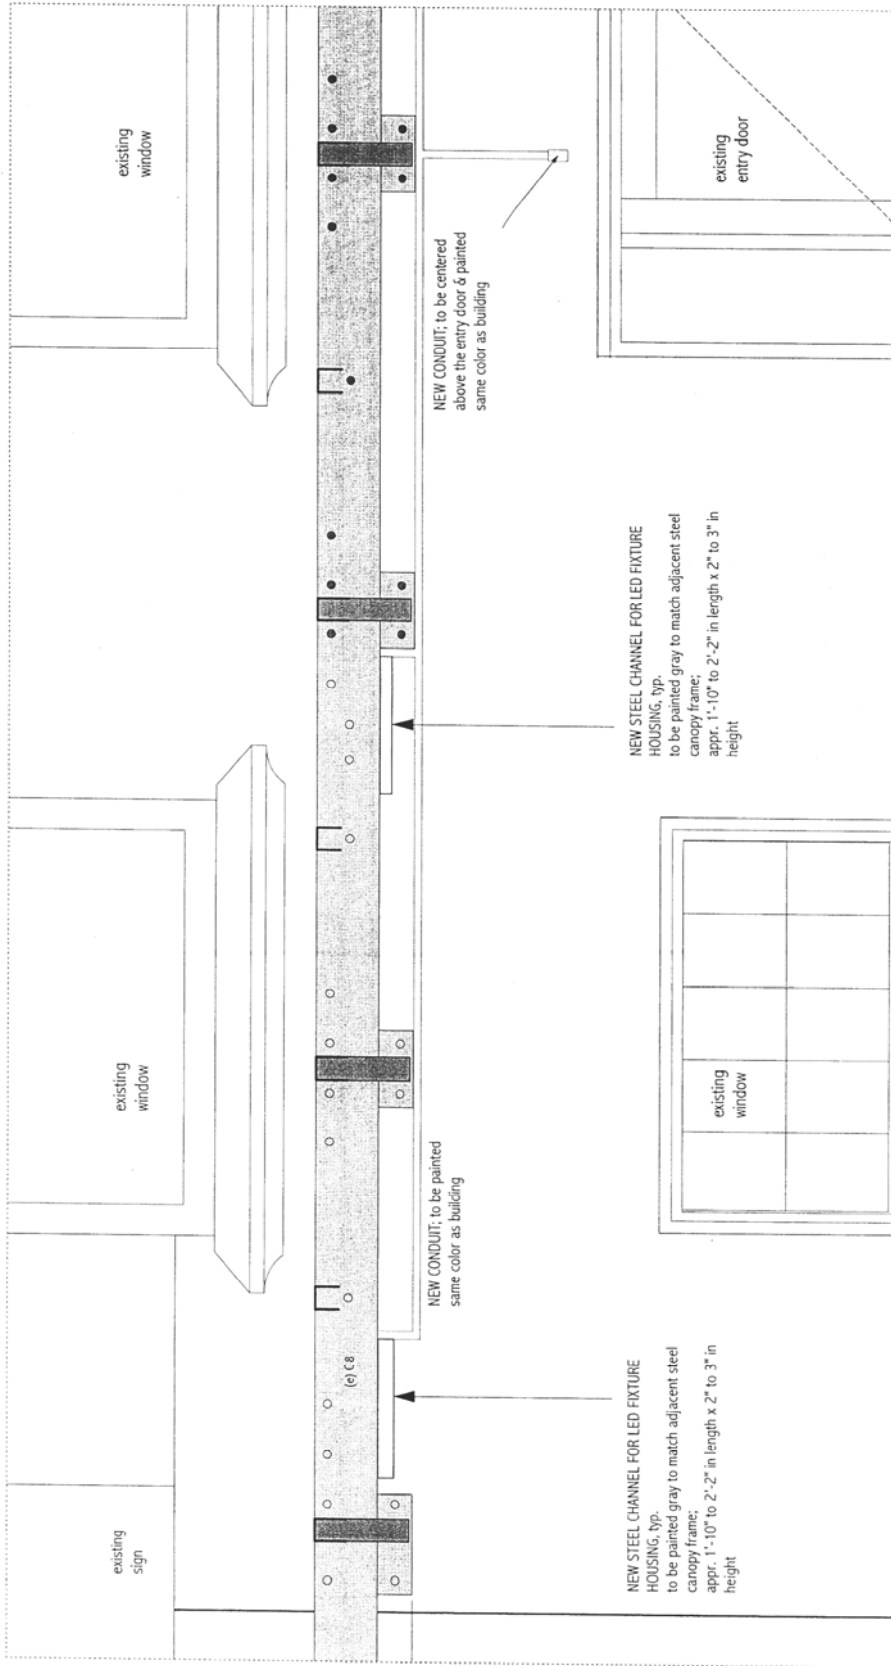 existing
sign
existing
window
existing
window
(e) C8
NEW CONDUIT; to be painted
same color as building
NEW CONDUIT; to be centered
above the entry door & painted
same color as building
NEW STEEL CHANNEL FOR LED FIXTURE
HOUSING, typ.
to be painted gray to match adjacent steel
canopy frame;
appr. 1'-10" to 2'-2" in length x 2" to 3" in
height
NEW STEEL CHANNEL FOR LED FIXTURE
HOUSING, typ.
to be painted gray to match adjacent steel
canopy frame;
appr. 1'-10" to 2'-2" in length x 2" to 3" in
height
existing
window
existing
entry door